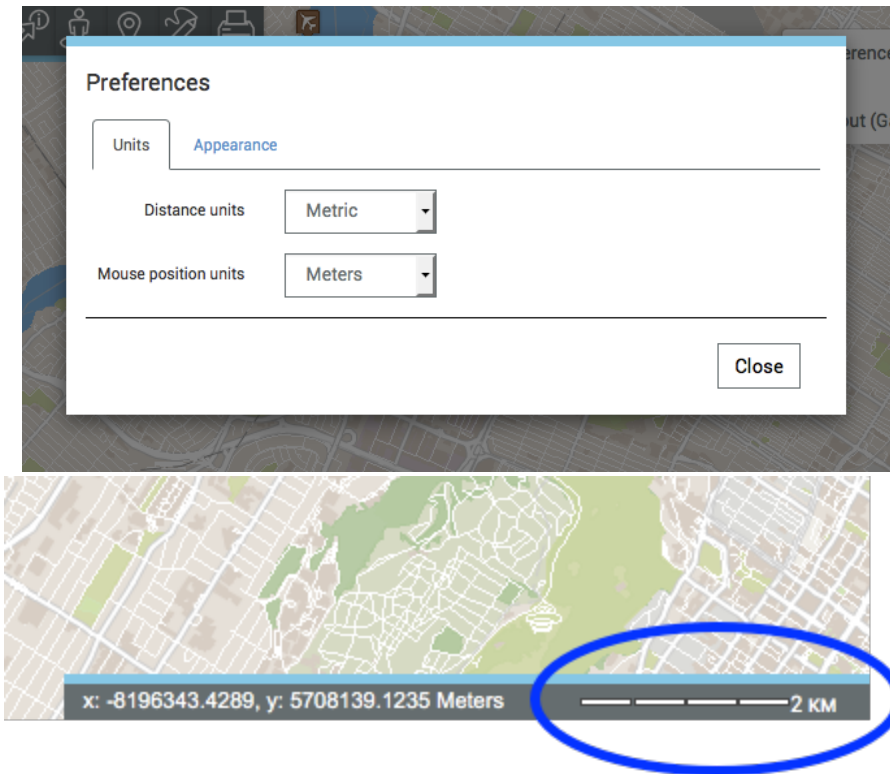 Preferences
Units Appearance
Distance units Metric
Mouse position units Meters
Close
x: -8196343.4289, y: 5708139.1235 Meters
2 KM